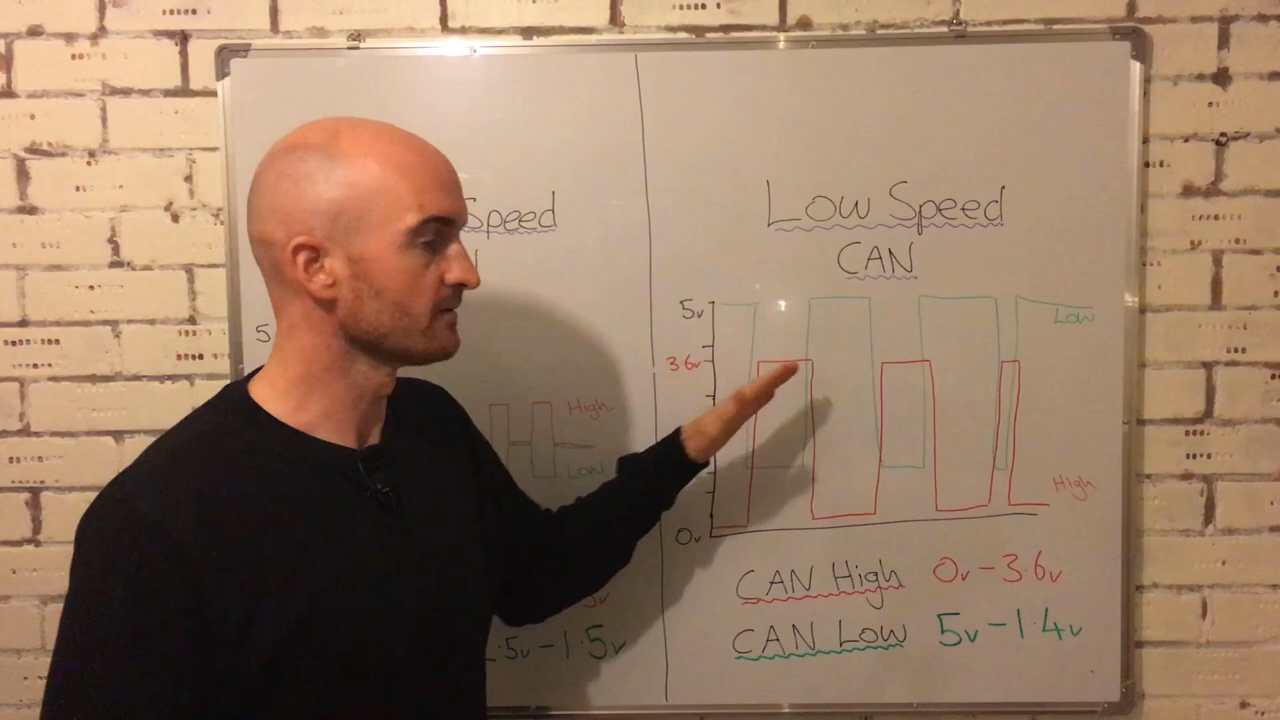 Speed
5
High
Low
·5v – 1·5v
Low Speed
CAN
5v
Low
3·6v
High
0v
CAN High 0v – 3·6v
CAN Low 5v – 1·4v